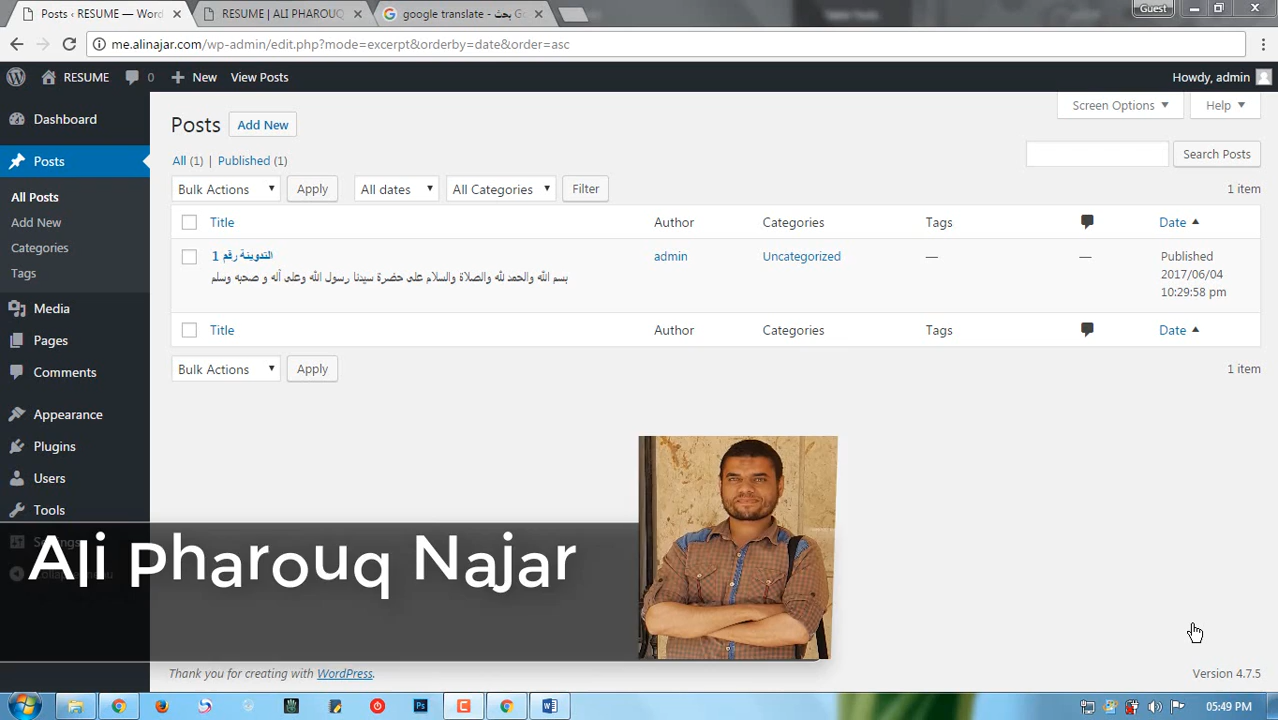 Posts ‹ RESUME — Word
RESUME | ALI PHAROUQ
google translate - بحث
Guest
me.alinajar.com/wp-admin/edit.php?mode=excerpt&orderby=date&order=asc
RESUME
0
New
View Posts
Howdy, admin
Screen Options
Help
Dashboard
Posts
All Posts
Add New
Categories
Tags
Media
Pages
Comments
Appearance
Plugins
Users
Tools
Settings
Posts
Add New
All (1) | Published (1)
Search Posts
Bulk Actions
Apply
All dates
All Categories
Filter
1 item
Title
Author
Categories
Tags
Date
التدوينة رقم 1
admin
Uncategorized
—
—
Published
بسم الله والحمد لله والصلاة والسلام على حضرة سيدنا رسول الله وعلى آله و صحبه وسلم
2017/06/04
10:29:58 pm
Title
Author
Categories
Tags
Date
Bulk Actions
Apply
1 item
Ali Pharouq Najar
Thank you for creating with WordPress.
Version 4.7.5
05:49 PM